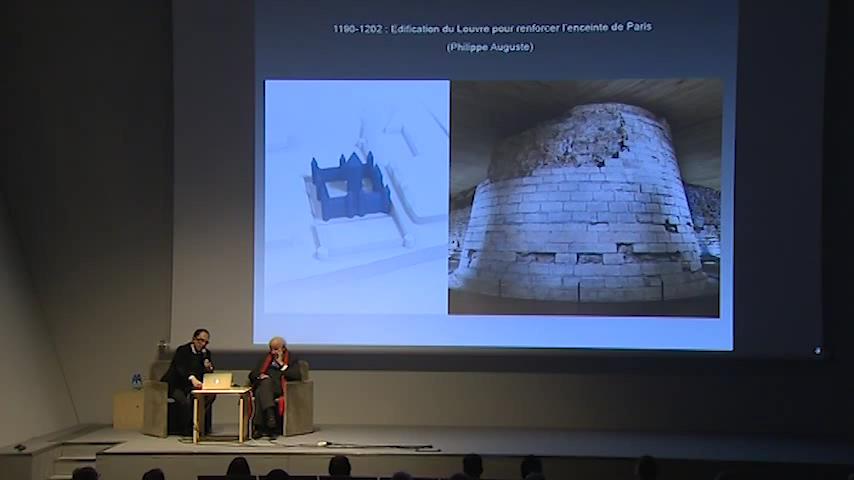 1190-1202 : Edification du Louvre pour renforcer l'enceinte de Paris
(Philippe Auguste)